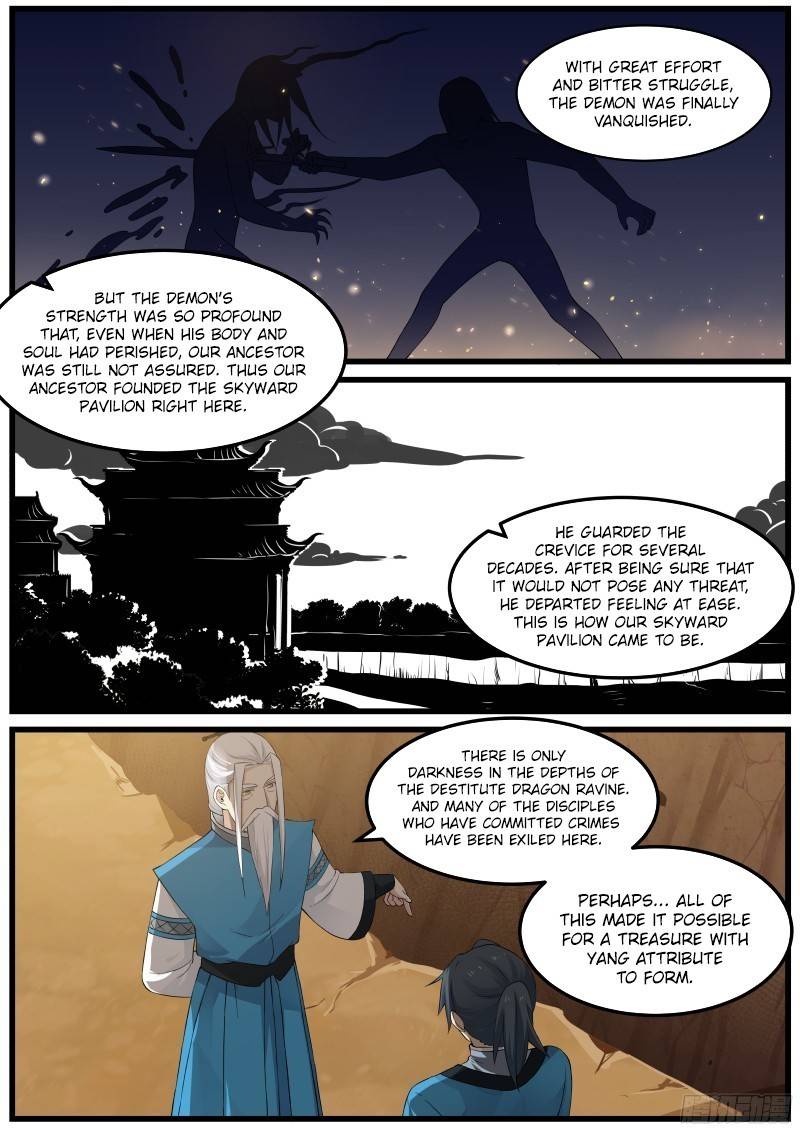 WITH GREAT EFFORT
AND BITTER STRUGGLE,
THE DEMON WAS FINALLY
VANQUISHED.
BUT THE DEMON'S
STRENGTH WAS SO PROFOUND
THAT, EVEN WHEN HIS BODY AND
SOUL HAD PERISHED, OUR ANCESTOR
WAS STILL NOT ASSURED. THUS OUR
ANCESTOR FOUNDED THE SKYWARD
PAVILION RIGHT HERE.
HE GUARDED THE
CREVICE FOR SEVERAL
DECADES. AFTER BEING SURE THAT
IT WOULD NOT POSE ANY THREAT,
HE DEPARTED FEELING AT EASE.
THIS IS HOW OUR SKYWARD
PAVILION CAME TO BE.
THERE IS ONLY
DARKNESS IN THE DEPTHS OF
THE DESTITUTE DRAGON RAVINE.
AND MANY OF THE DISCIPLES
WHO HAVE COMMITTED CRIMES
HAVE BEEN EXILED HERE.
PERHAPS... ALL OF
THIS MADE IT POSSIBLE
FOR A TREASURE WITH
YANG ATTRIBUTE
TO FORM.